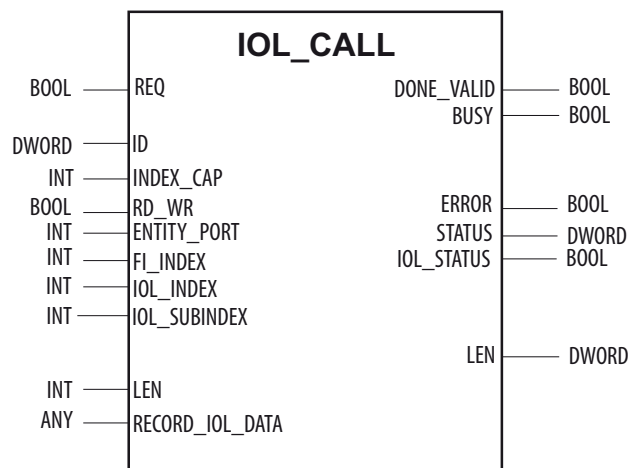 IOL_CALL
BOOL REQ DONE_VALID BOOL
BUSY BOOL
DWORD ID
INT INDEX_CAP
BOOL RD_WR ERROR BOOL
INT ENTITY_PORT STATUS DWORD
INT FI_INDEX IOL_STATUS BOOL
INT IOL_INDEX
INT IOL_SUBINDEX
LEN DWORD
INT LEN
ANY RECORD_IOL_DATA